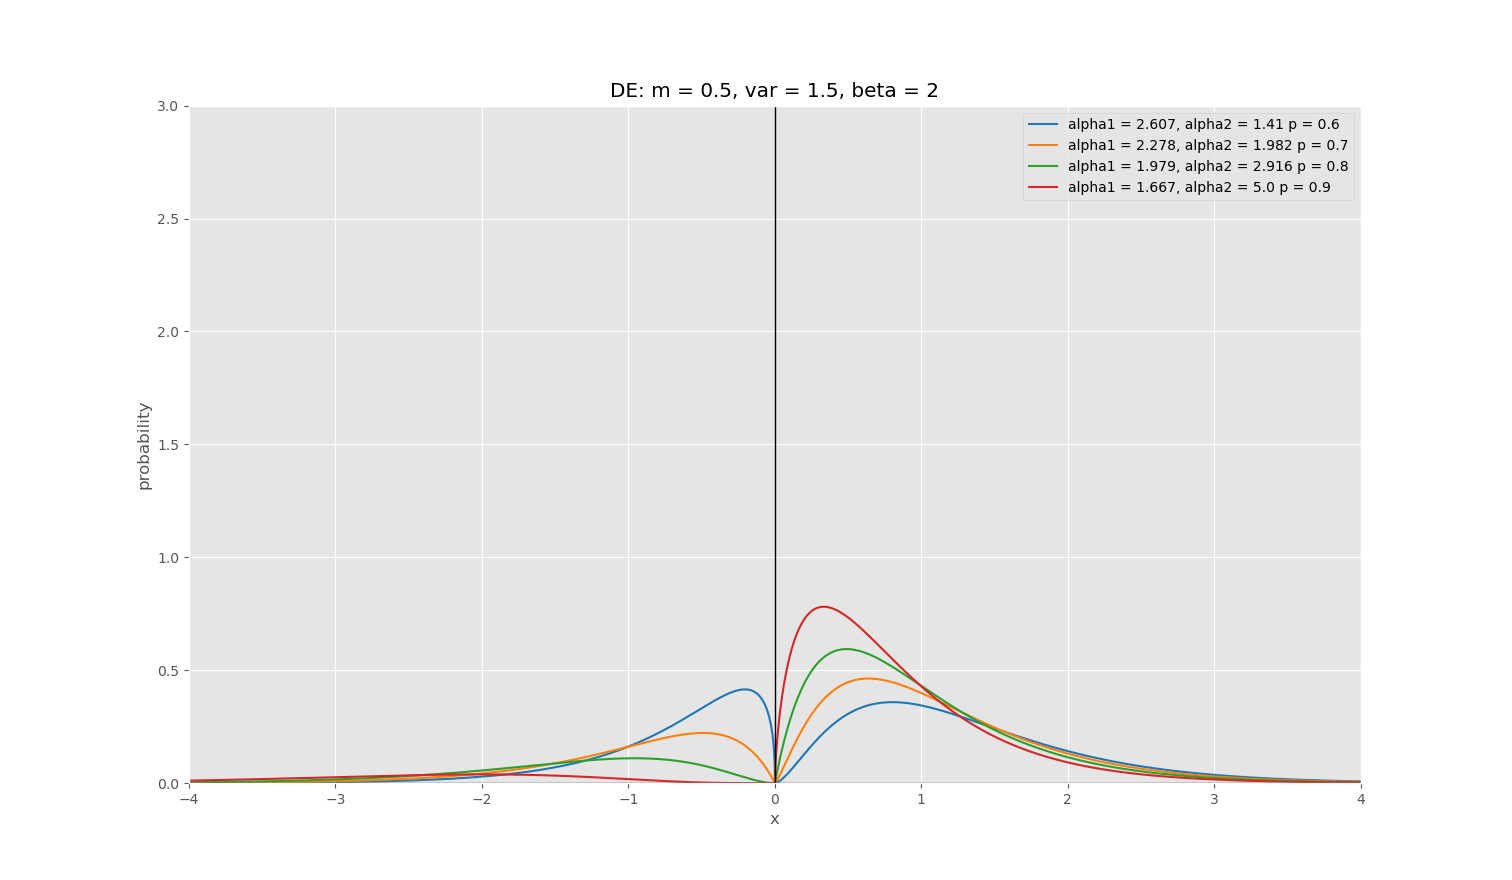 DE: m = 0.5, var = 1.5, beta = 2
3.0
2.5
2.0
1.5
1.0
0.5
0.0
probability
alpha1 = 2.607, alpha2 = 1.41 p = 0.6
alpha1 = 2.278, alpha2 = 1.982 p = 0.7
alpha1 = 1.979, alpha2 = 2.916 p = 0.8
alpha1 = 1.667, alpha2 = 5.0 p = 0.9
−4 −3 −2 −1 0 1 2 3 4
x